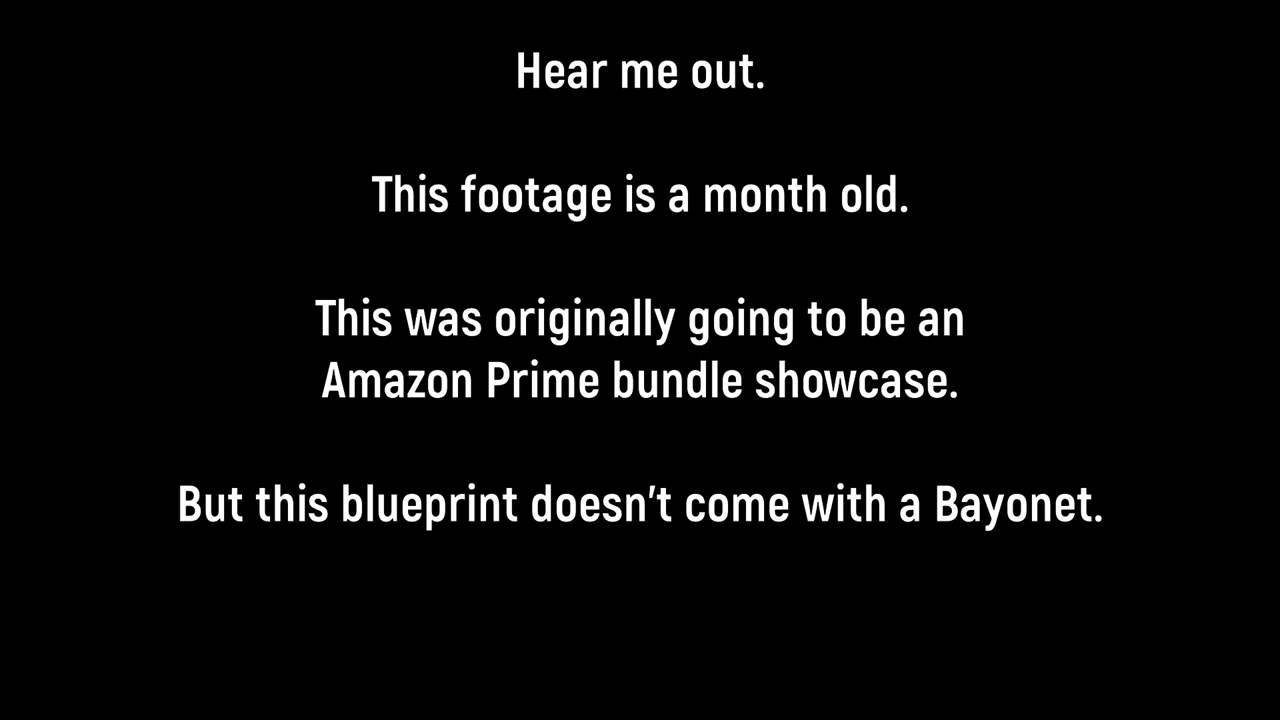 Hear me out.
This footage is a month old.
This was originally going to be an
Amazon Prime bundle showcase.
But this blueprint doesn’t come with a Bayonet.